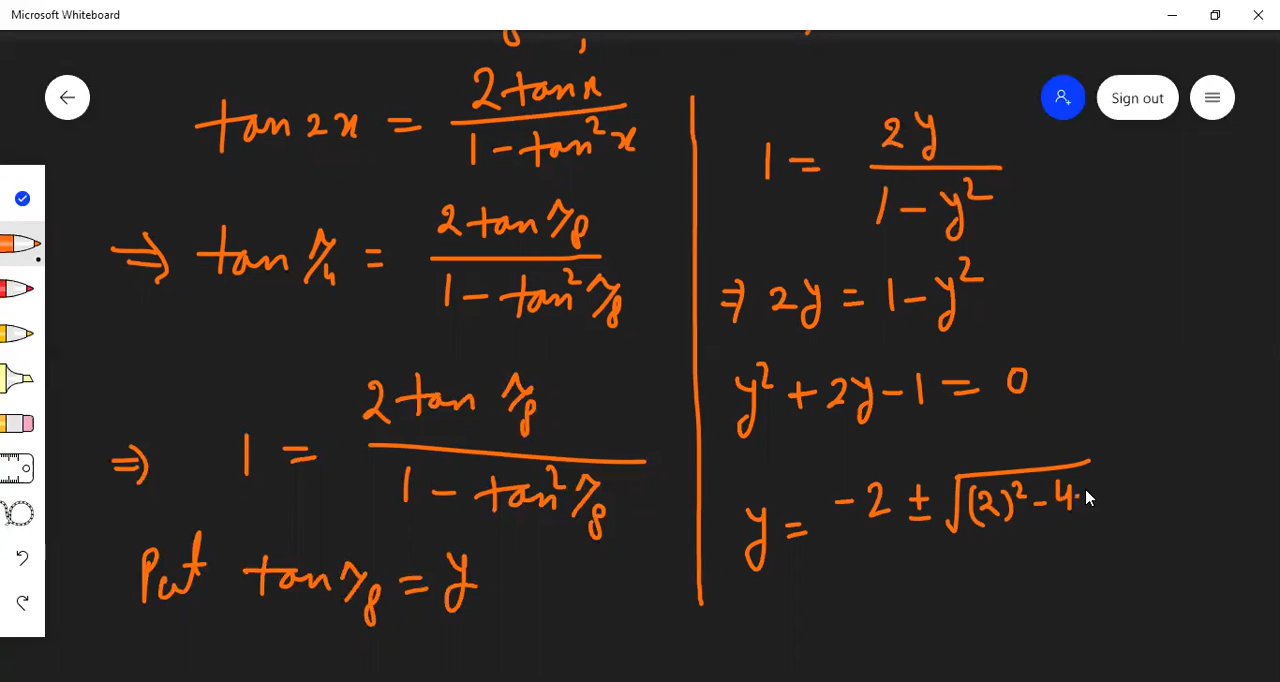 Microsoft Whiteboard
Sign out
tan 2x = 2 tan x / 1 - tan² x
⇒ tan π/4 = 2 tan π/8 / 1 - tan² π/8
⇒ 1 = 2 tan π/8 / 1 - tan² π/8
Put tan π/8 = y
1 = 2y / 1 - y²
⇒ 2y = 1 - y²
y² + 2y - 1 = 0
y = -2 ± √(2)² - 4.